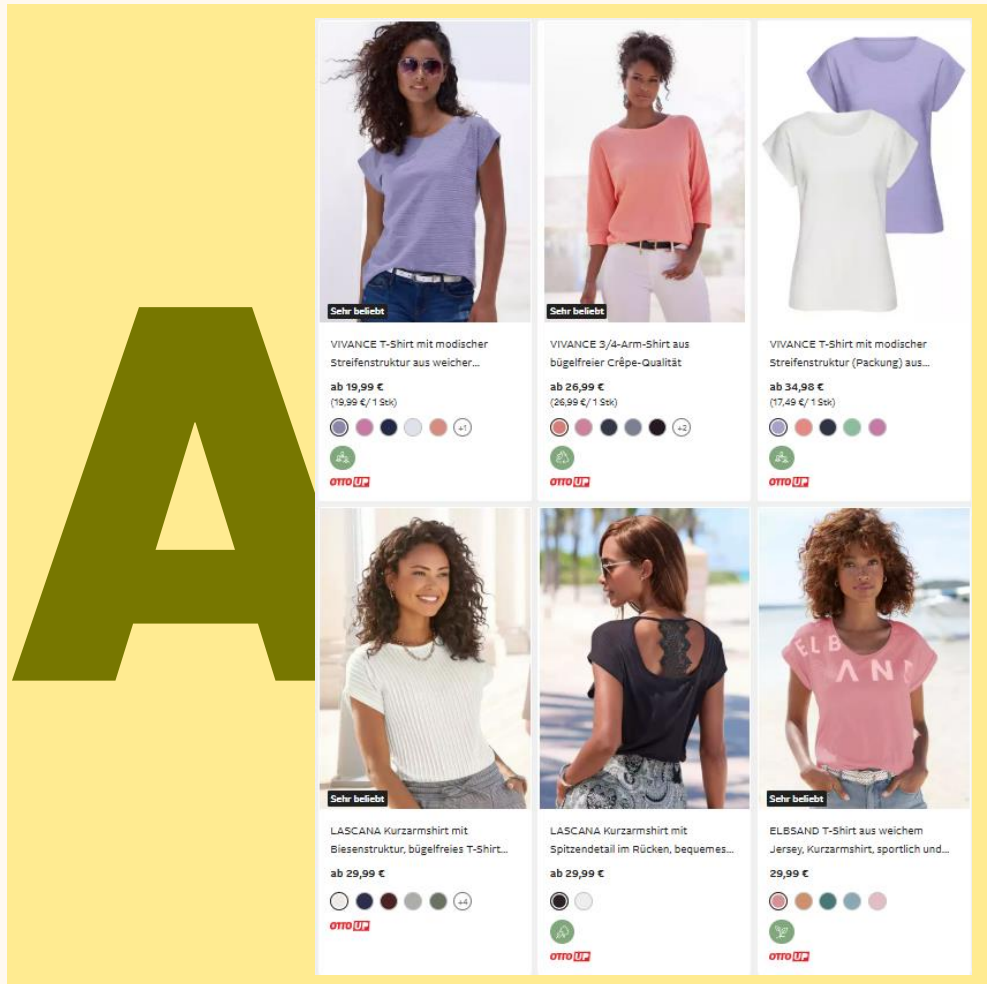 A
Sehr beliebt
VIVANCE T-Shirt mit modischer
Streifenstruktur aus weicher...
ab 19,99 €
(19,99 €/ 1 Stk)
+1
OTTO UP
Sehr beliebt
VIVANCE 3/4-Arm-Shirt aus
bügelfreier Crêpe-Qualität
ab 26,99 €
(26,99 €/ 1 Stk)
+2
OTTO UP
VIVANCE T-Shirt mit modischer
Streifenstruktur (Packung) aus...
ab 34,98 €
(17,49 €/ 1 Stk)
OTTO UP
Sehr beliebt
LASCANA Kurzarmshirt mit
Biesenstruktur, bügelfreies T-Shirt...
ab 29,99 €
+4
OTTO UP
LASCANA Kurzarmshirt mit
Spitzendetail im Rücken, bequemes...
ab 29,99 €
OTTO UP
ELB
AND
Sehr beliebt
ELBSAND T-Shirt aus weichem
Jersey, Kurzarmshirt, sportlich und...
29,99 €
OTTO UP